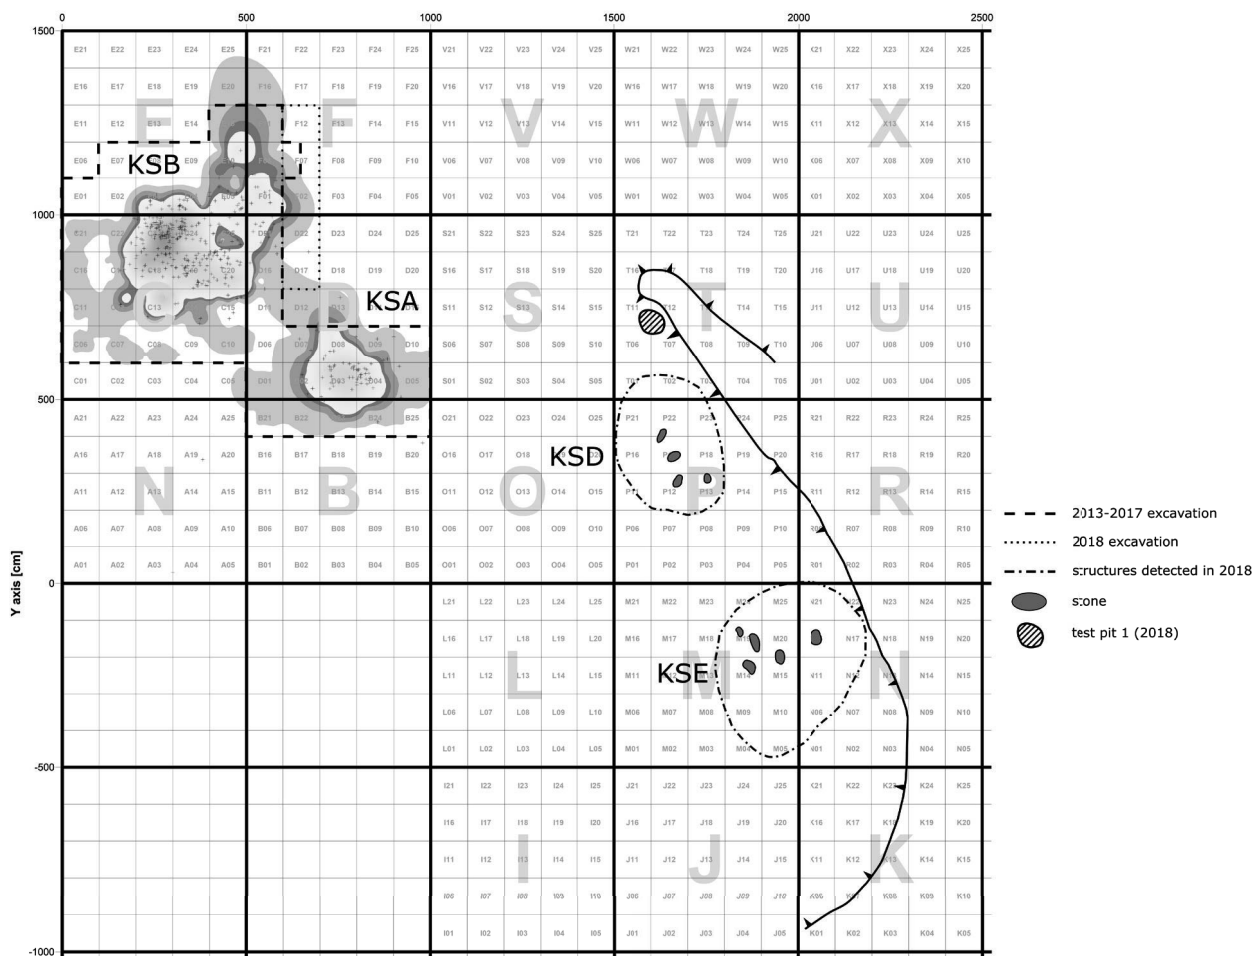 0 500 1000 1500 2000 2500
1500
E21 E22 E23 E24 E25 F21 F22 F23 F24 F25 V21 V22 V23 V24 V25 W21 W22 W23 W24 W25 X22 X23 X24 X25
E16 E17 E18 E19 E20 F16 F17 F18 F19 F20 V16 V17 V18 V19 V20 W16 W17 W18 W19 W20 X17 X18 X19 X20
E F V W X
E11 E12 E13 E14 F12 F13 F14 F15 V11 V12 V13 V14 V15 W11 W12 W13 W14 W15 X12 X13 X14 X15
E06 E07 KSB E09 F07 F08 F09 F10 V06 V07 V08 V09 V10 W06 W07 W08 W09 W10 X07 X08 X09 X10
E01 E02 F01 F03 F04 F05 V01 V02 V03 V04 V05 W01 W02 W03 W04 W05 X02 X03 X04 X05
1000
D22 D23 D24 D25 S21 S22 S23 S24 S25 T21 T22 T23 T24 T25 J21 U22 U23 U24 U25
C20 D16 D17 D18 D19 D20 S16 S17 S18 S19 S20 T16 T18 T19 T20 J16 U17 U18 U19 U20
C D KSA S T U
C11 C13 C15 D11 D12 D13 D15 S11 S12 S13 S14 S15 T11 T12 T14 T15 J11 U12 U13 U14 U15
C06 C07 C08 C09 C10 D06 D07 D08 D09 D10 S06 S07 S08 S09 S10 T06 T07 T08 T09 T10 J06 U07 U08 U09 U10
C01 C02 C03 C04 C05 D01 D03 D04 D05 S01 S02 S03 S04 S05 T01 T02 T03 T04 T05 J01 U02 U03 U04 U05
500
A21 A22 A23 A24 A25 B21 B24 B25 O21 O22 O23 O24 O25 P21 P22 P24 P25 R21 R22 R23 R24 R25
A16 A17 A18 A19 A20 B16 B17 B18 B19 B20 O16 O17 O18 KSD P16 P18 P19 P20 R16 R17 R18 R19 R20
N B O P R
A11 A12 A13 A14 A15 B11 B12 B13 B14 B15 O11 O12 O13 O14 O15 P11 P12 P13 P14 P15 R11 R12 R13 R14 R15
A06 A07 A08 A09 A10 B06 B07 B08 B09 B10 O06 O07 O08 O09 O10 P06 P07 P08 P09 P10 R07 R08 R09 R10
A01 A02 A03 A04 A05 B01 B02 B03 B04 B05 O01 O02 O03 O04 O05 P01 P02 P03 P04 P05 R01 R02 R03 R04 R05
0
L21 L22 L23 L24 L25 M21 M22 M23 M24 M25 N21 N22 N23 N24 N25
L16 L17 L18 L19 L20 M16 M17 M18 M19 M20 N17 N18 N19 N20
L KSE M N
L11 L12 L13 L14 L15 M11 M12 M13 M14 M15 N11 N12 N13 N14 N15
L06 L07 L08 L09 L10 M06 M07 M08 M09 M10 N06 N07 N08 N09 N10
L01 L02 L03 L04 L05 M01 M02 M03 M04 M05 N01 N02 N03 N04 N05
-500
I21 I22 I23 I24 I25 J21 J22 J23 J24 J25 K21 K22 K23 K24 K25
I16 I17 I18 I19 I20 J16 J17 J18 J19 J20 K16 K17 K18 K19 K20
I J K
I11 I12 I13 I14 I15 J11 J12 J13 J14 J15 K11 K12 K13 K14 K15
I06 I07 I08 I09 I10 J06 J07 J08 J09 J10 K06 K07 K08 K09 K10
I01 I02 I03 I04 I05 J01 J02 J03 J04 J05 K01 K02 K03 K04 K05
-1000
Y axis [cm]
2013-2017 excavation
2018 excavation
structures detected in 2018
stone
test pit 1 (2018)